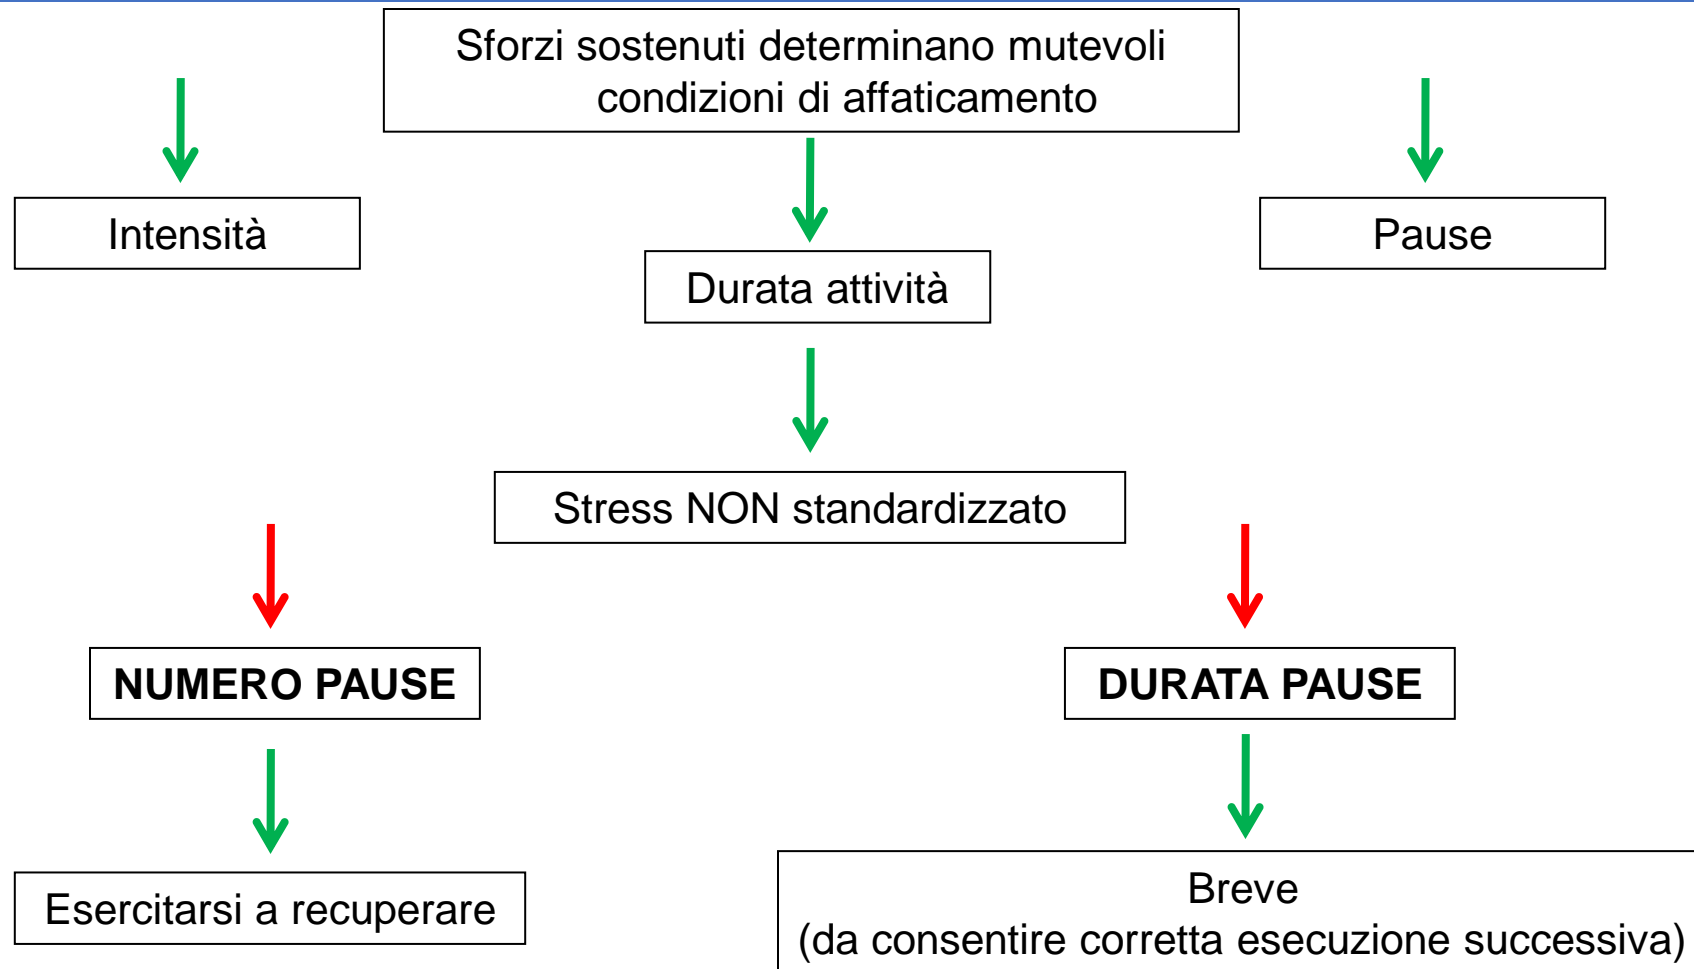 Sforzi sostenuti determinano mutevoli
condizioni di affaticamento
Intensità
Pause
Durata attività
Stress NON standardizzato
NUMERO PAUSE
DURATA PAUSE
Esercitarsi a recuperare
Breve
(da consentire corretta esecuzione successiva)